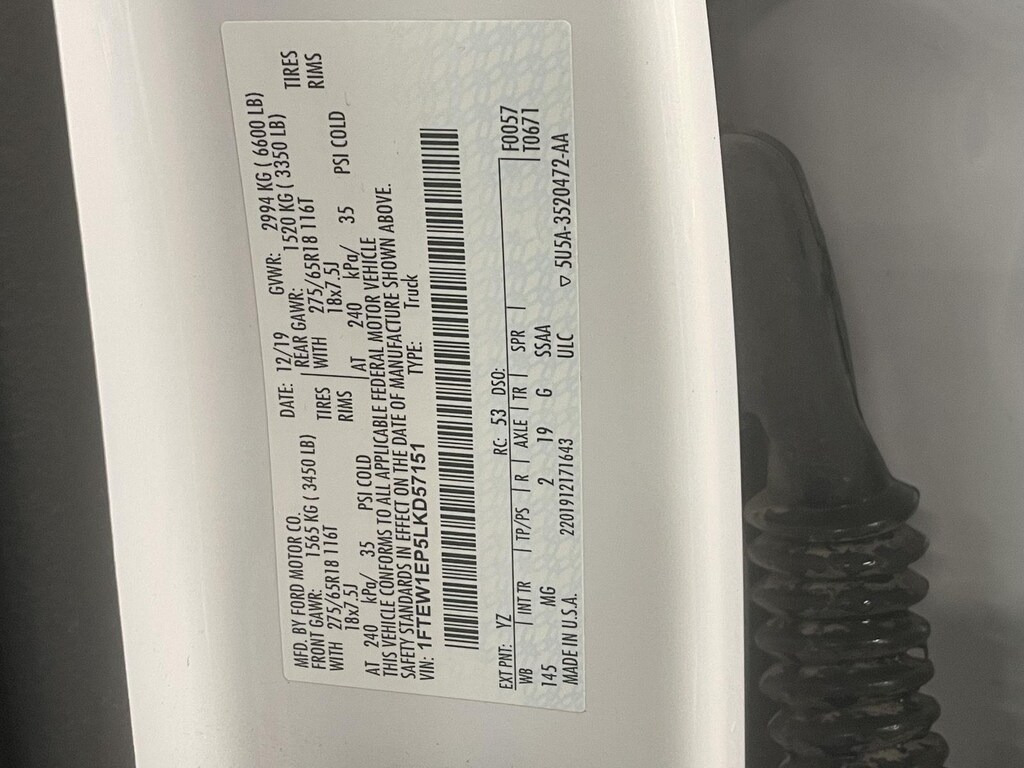 MFD. BY FORD MOTOR CO. DATE: 12/19 GVWR: 2994 KG ( 6600 LB)
FRONT GAWR: 1565 KG ( 3450 LB) REAR GAWR: 1520 KG ( 3350 LB)
WITH 275/65R18 116T TIRES WITH 275/65R18 116T TIRES
18x7.5J RIMS 18x7.5J RIMS
AT 240 kPa/ 35 PSI COLD AT 240 kPa/ 35 PSI COLD
THIS VEHICLE CONFORMS TO ALL APPLICABLE FEDERAL MOTOR VEHICLE
SAFETY STANDARDS IN EFFECT ON THE DATE OF MANUFACTURE SHOWN ABOVE.
VIN: 1FTEW1EP5LKD57151 TYPE: Truck
EXT PNT: YZ RC: 53 DSO: F0057
WB INT TR TP/PS R AXLE TR SPR T0671
145 MG 2 19 G SSAA
MADE IN U.S.A. 2201912171643 ULC ▽ 5U5A-3520472-AA